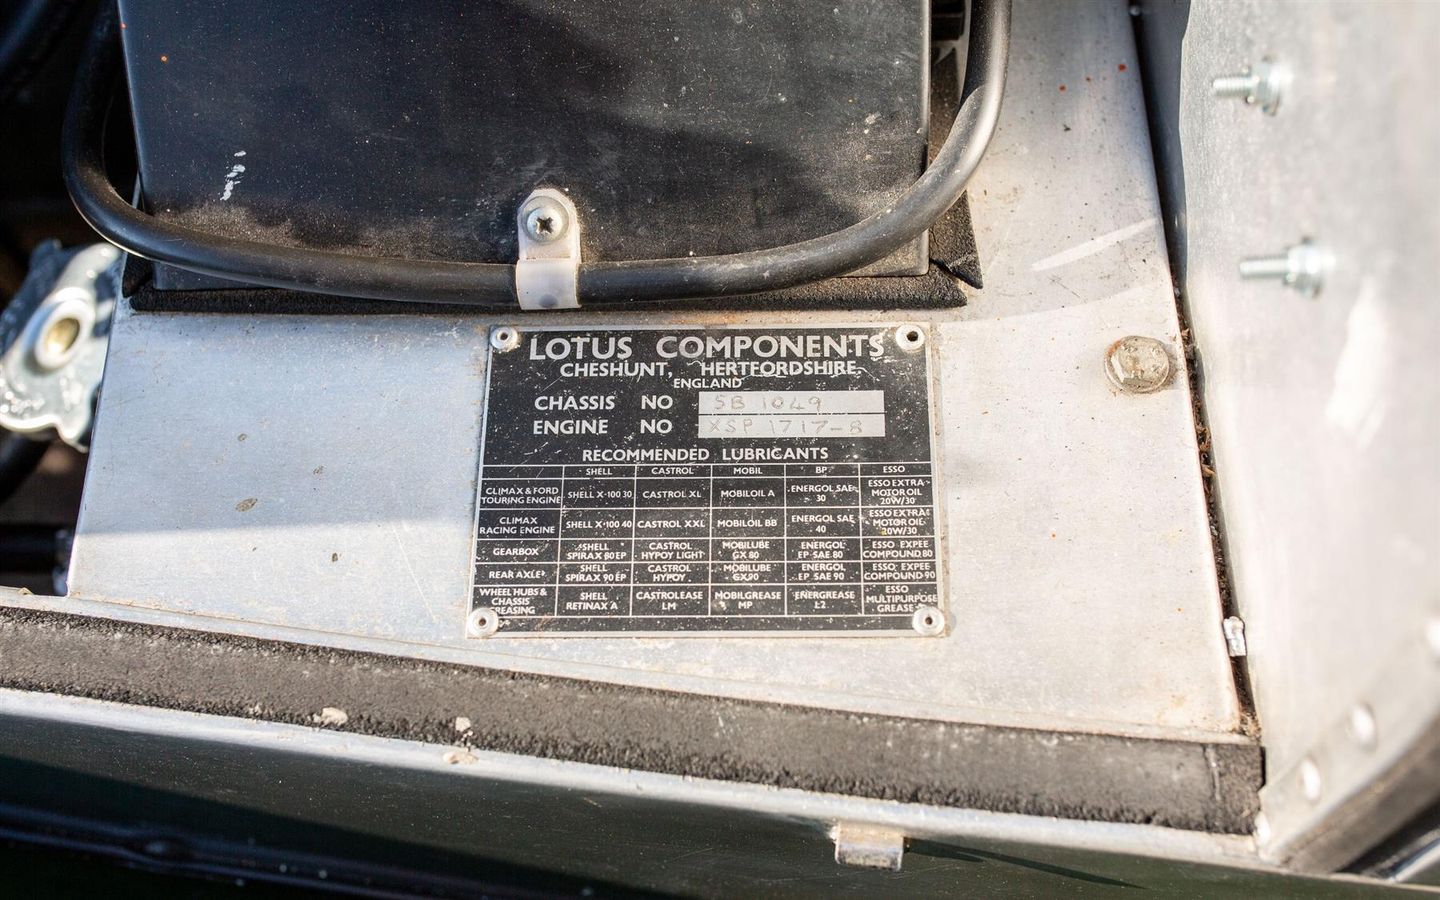 LOTUS COMPONENTS
CHESHUNT, HERTFORDSHIRE
ENGLAND
CHASSIS NO SB 1049
ENGINE NO XSP 1717-8
RECOMMENDED LUBRICANTS
SHELL CASTROL MOBIL BP ESSO
CLIMAX & FORD TOURING ENGINE SHELL X-100 30 CASTROL XL MOBILOIL A ENERGOL SAE 30 ESSO EXTRA MOTOR OIL 20W/30
CLIMAX RACING ENGINE SHELL X-100 40 CASTROL XXL MOBILOIL BB ENERGOL SAE 40 ESSO EXTRA MOTOR OIL 20W/30
GEARBOX SHELL SPIRAX 80 EP CASTROL HYPOY LIGHT MOBILUBE GX 80 ENERGOL EP SAE 80 ESSO EXPEE COMPOUND 80
REAR AXLE SHELL SPIRAX 90 EP CASTROL HYPOY MOBILUBE GX 90 ENERGOL EP SAE 90 ESSO EXPEE COMPOUND 90
WHEEL HUBS & CHASSIS GREASING SHELL RETINAX A CASTROLEASE LM MOBILGREASE MP ENERGREASE L2 ESSO MULTIPURPOSE GREASE